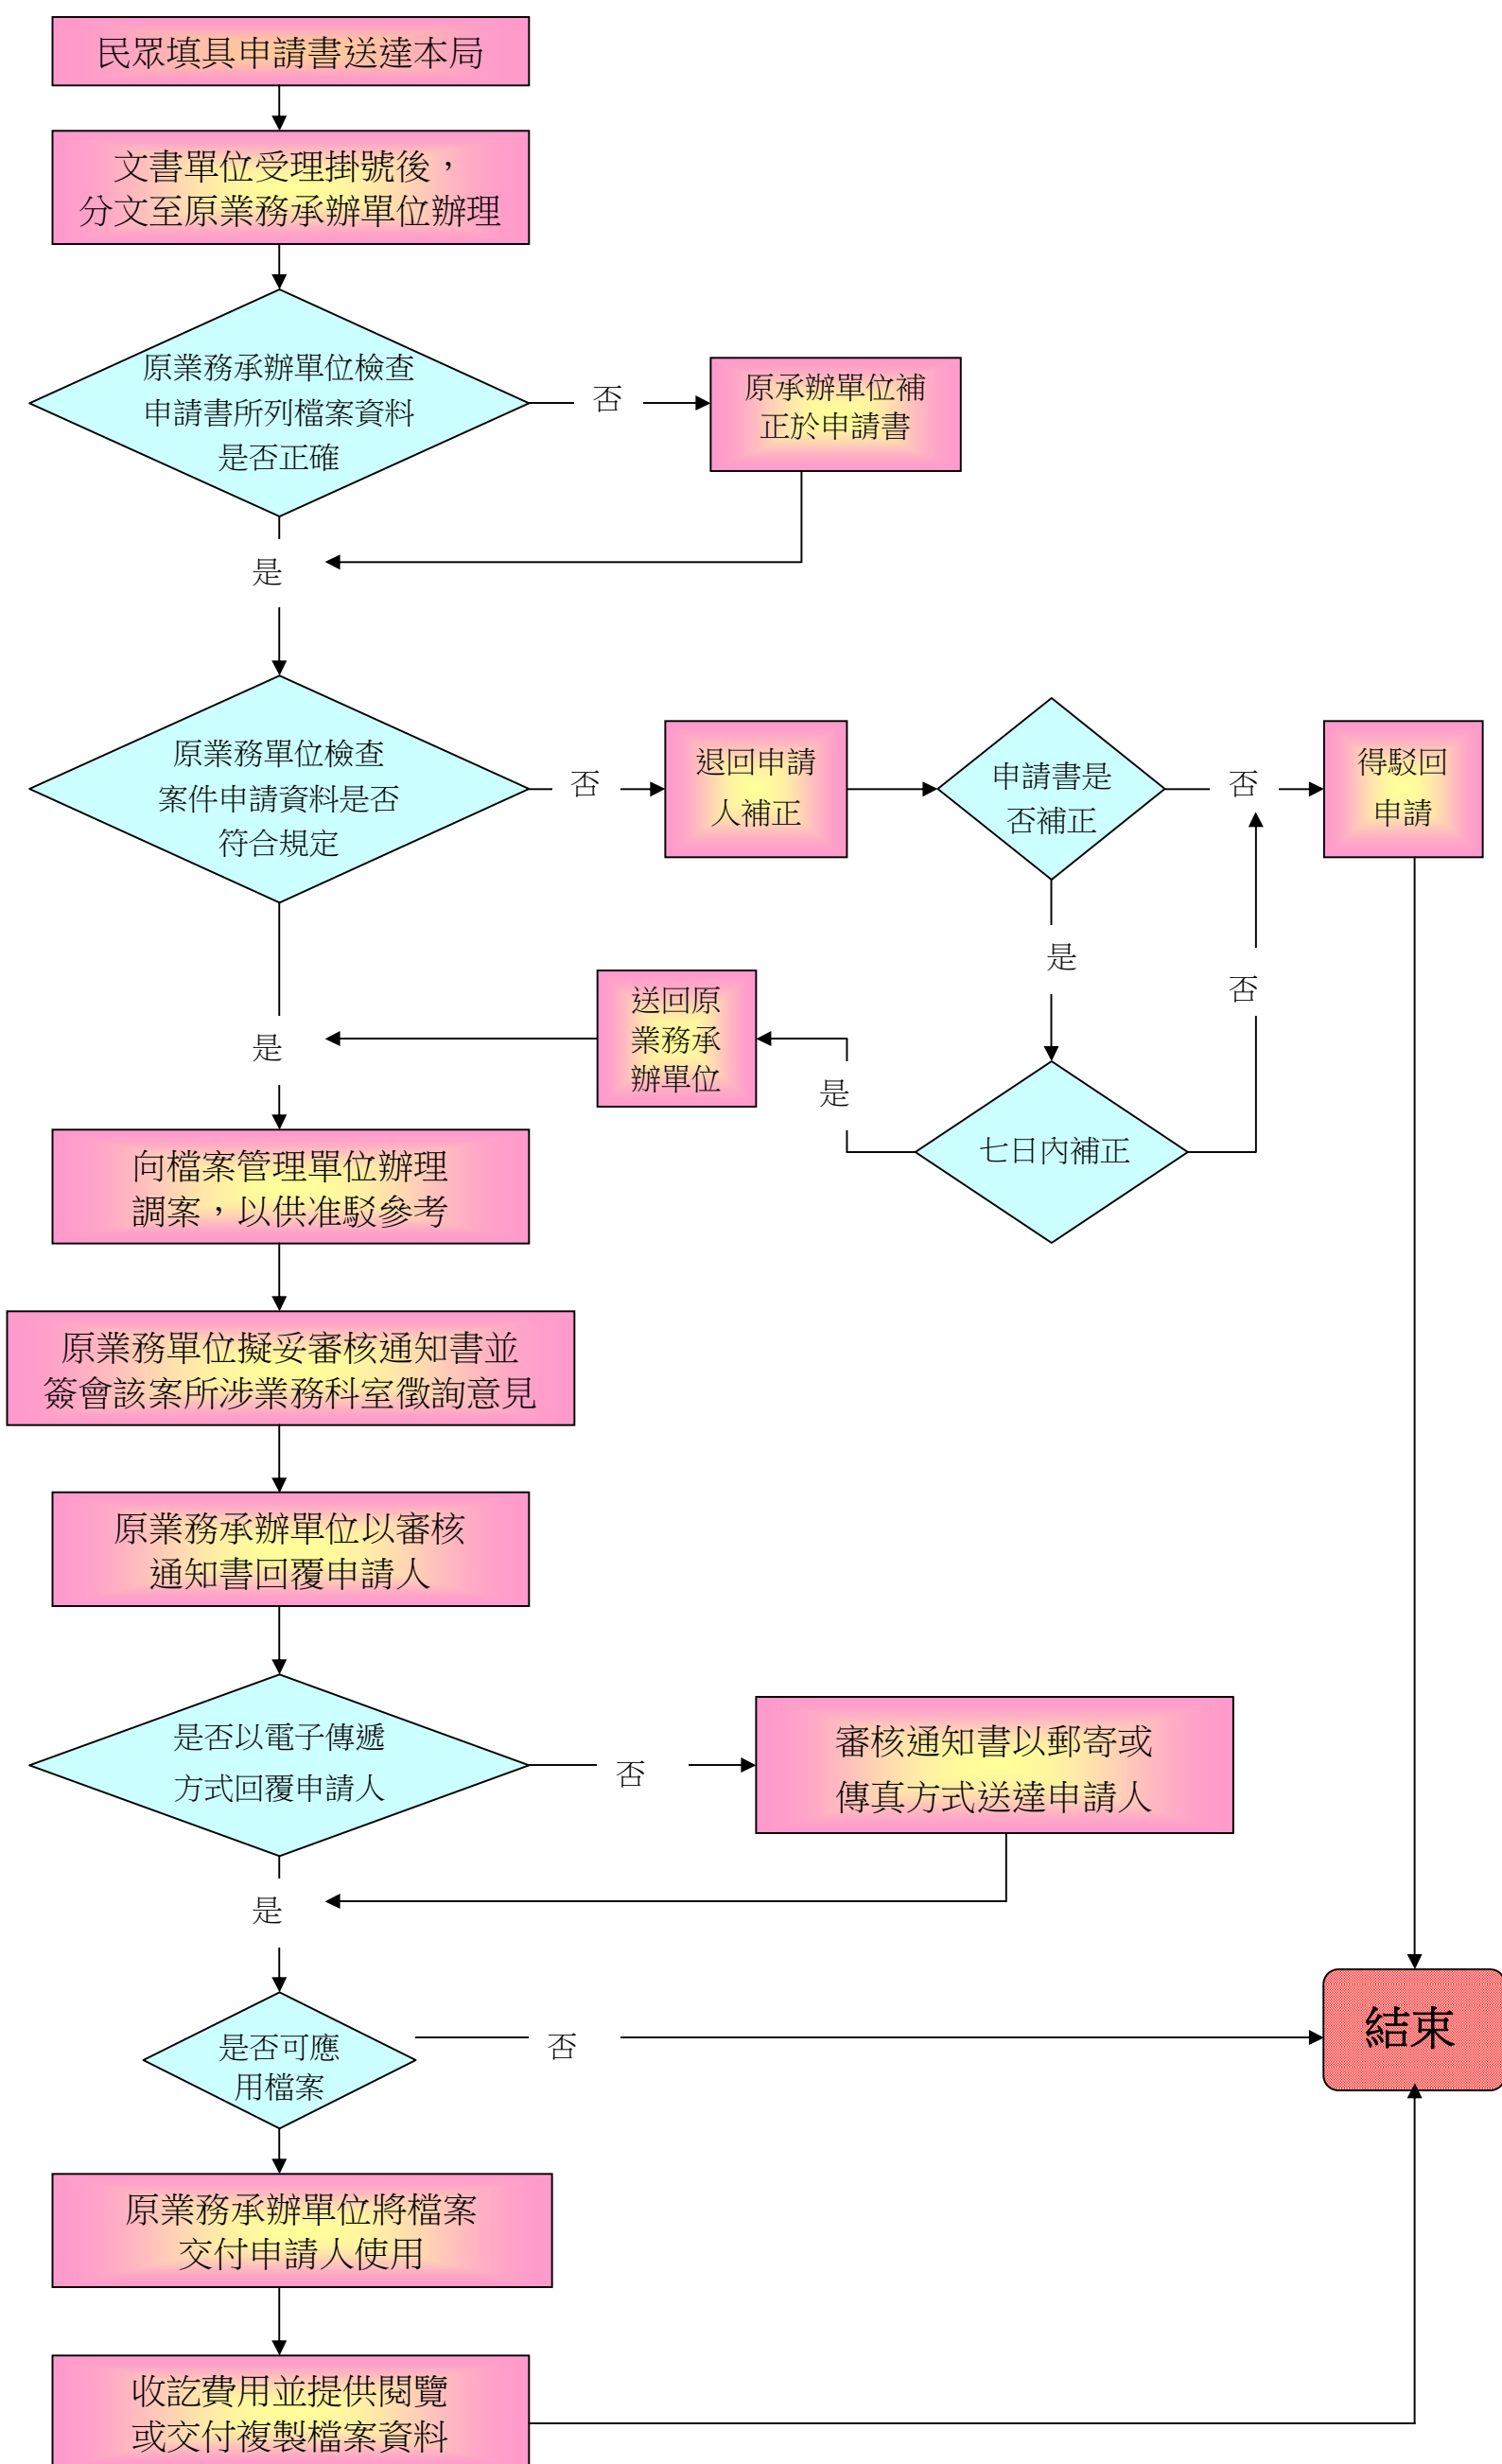 民眾填具申請書送達本局
文書單位受理掛號後，
分文至原業務承辦單位辦理
原業務承辦單位檢查
申請書所列檔案資料
是否正確
否
原承辦單位補
正於申請書
是
原業務單位檢查
案件申請資料是否
符合規定
否
退回申請
人補正
申請書是
否補正
否
得駁回
申請
是
否
送回原
業務承
辦單位
是
是
七日內補正
向檔案管理單位辦理
調案，以供准駁參考
原業務單位擬妥審核通知書並
簽會該案所涉業務科室徵詢意見
原業務承辦單位以審核
通知書回覆申請人
是否以電子傳遞
方式回覆申請人
否
審核通知書以郵寄或
傳真方式送達申請人
是
是否可應
用檔案
否
結束
原業務承辦單位將檔案
交付申請人使用
收訖費用並提供閱覽
或交付複製檔案資料